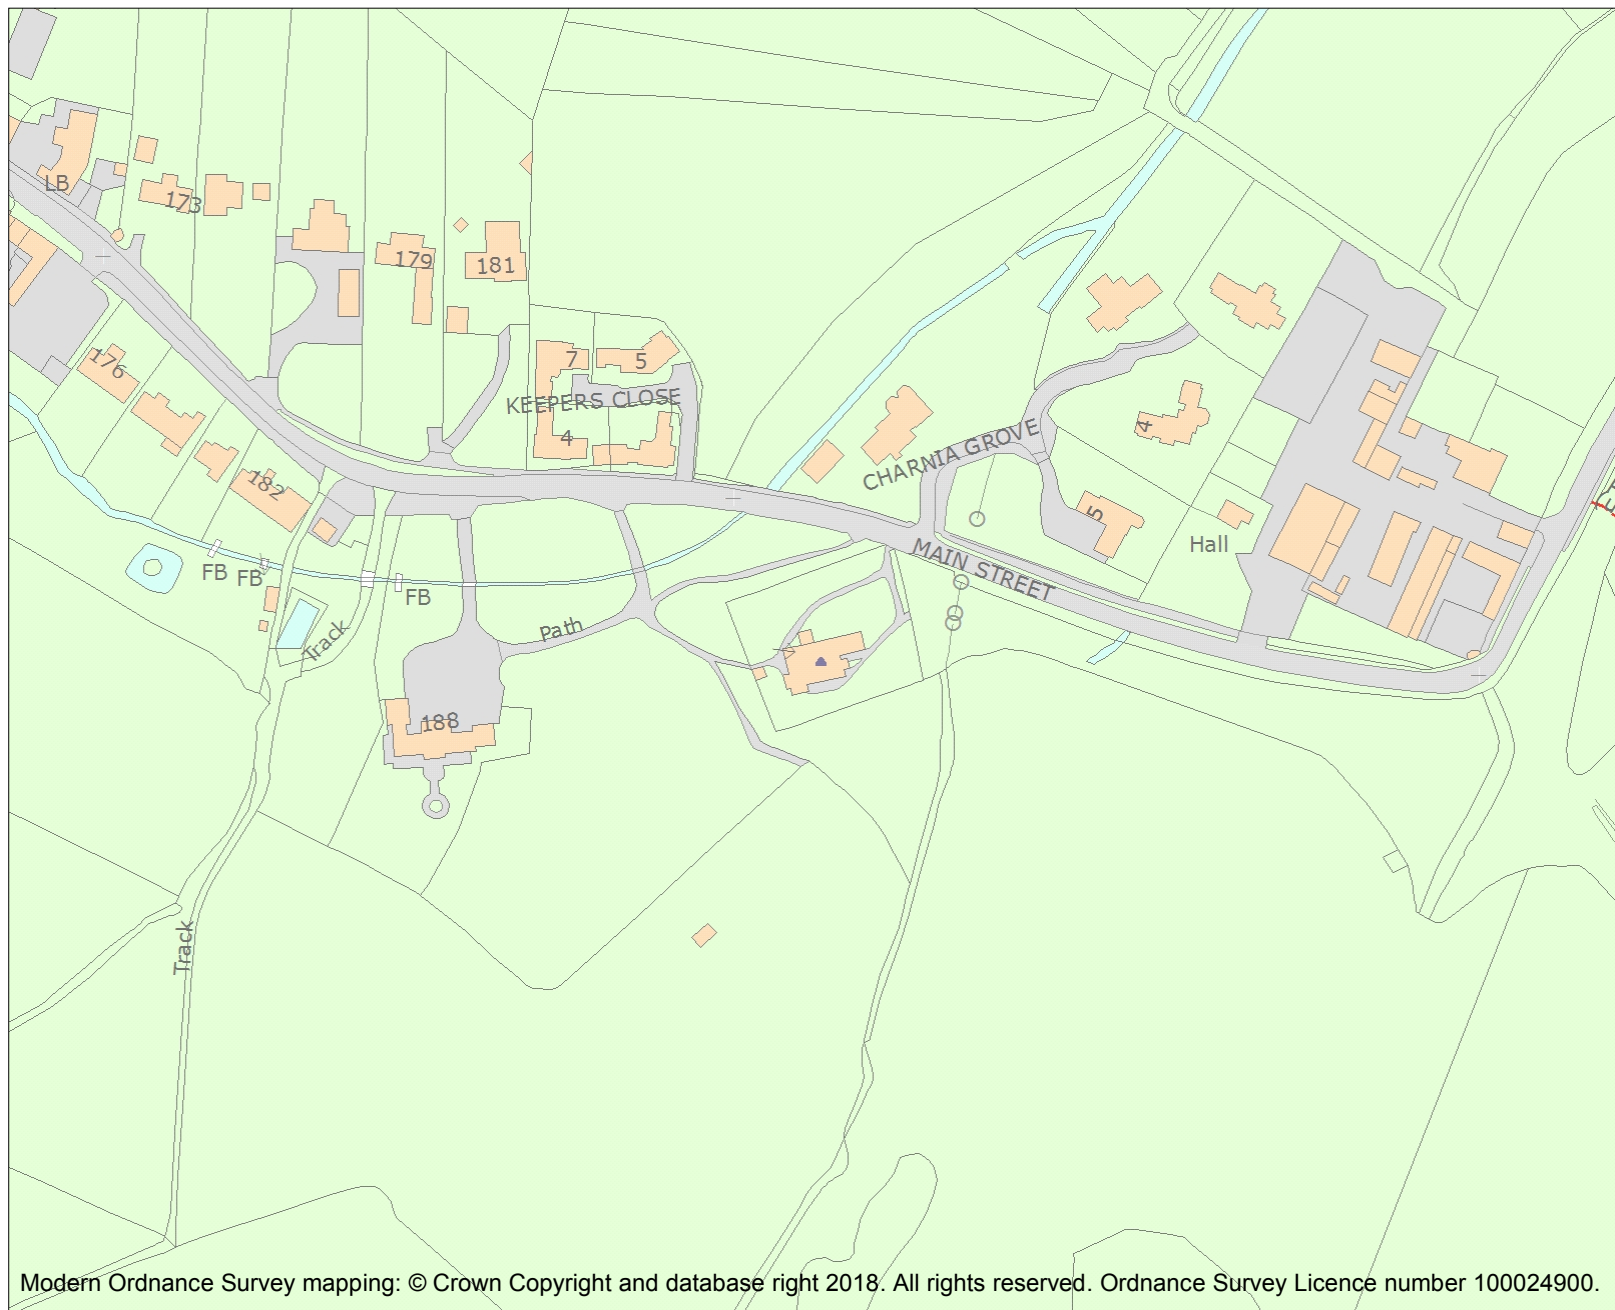 LB
173
179
181
176
7
5
KEEPERS CLOSE
4
182
4
CHARNIA GROVE
5
Hall
MAIN STREET
FB
FB
FB
Path
Track
188
Track
Modern Ordnance Survey mapping: © Crown Copyright and database right 2018. All rights reserved. Ordnance Survey Licence number 100024900.